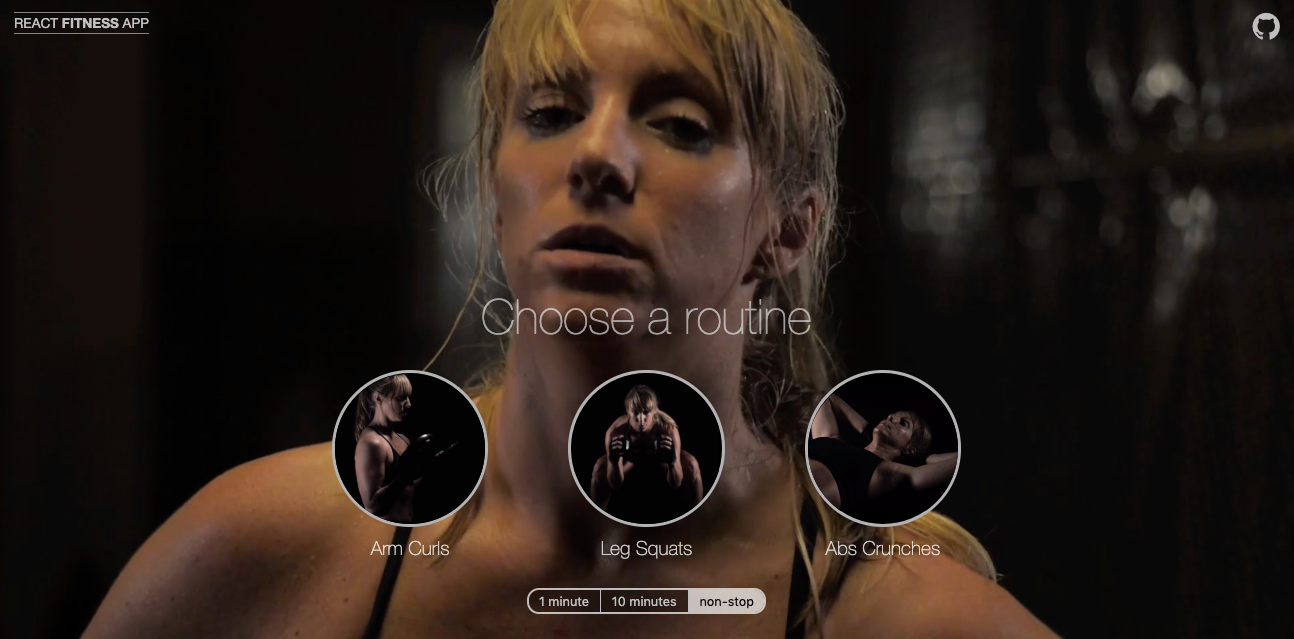 REACT FITNESS APP
Choose a routine
Arm Curls
Leg Squats
Abs Crunches
1 minute
10 minutes
non-stop